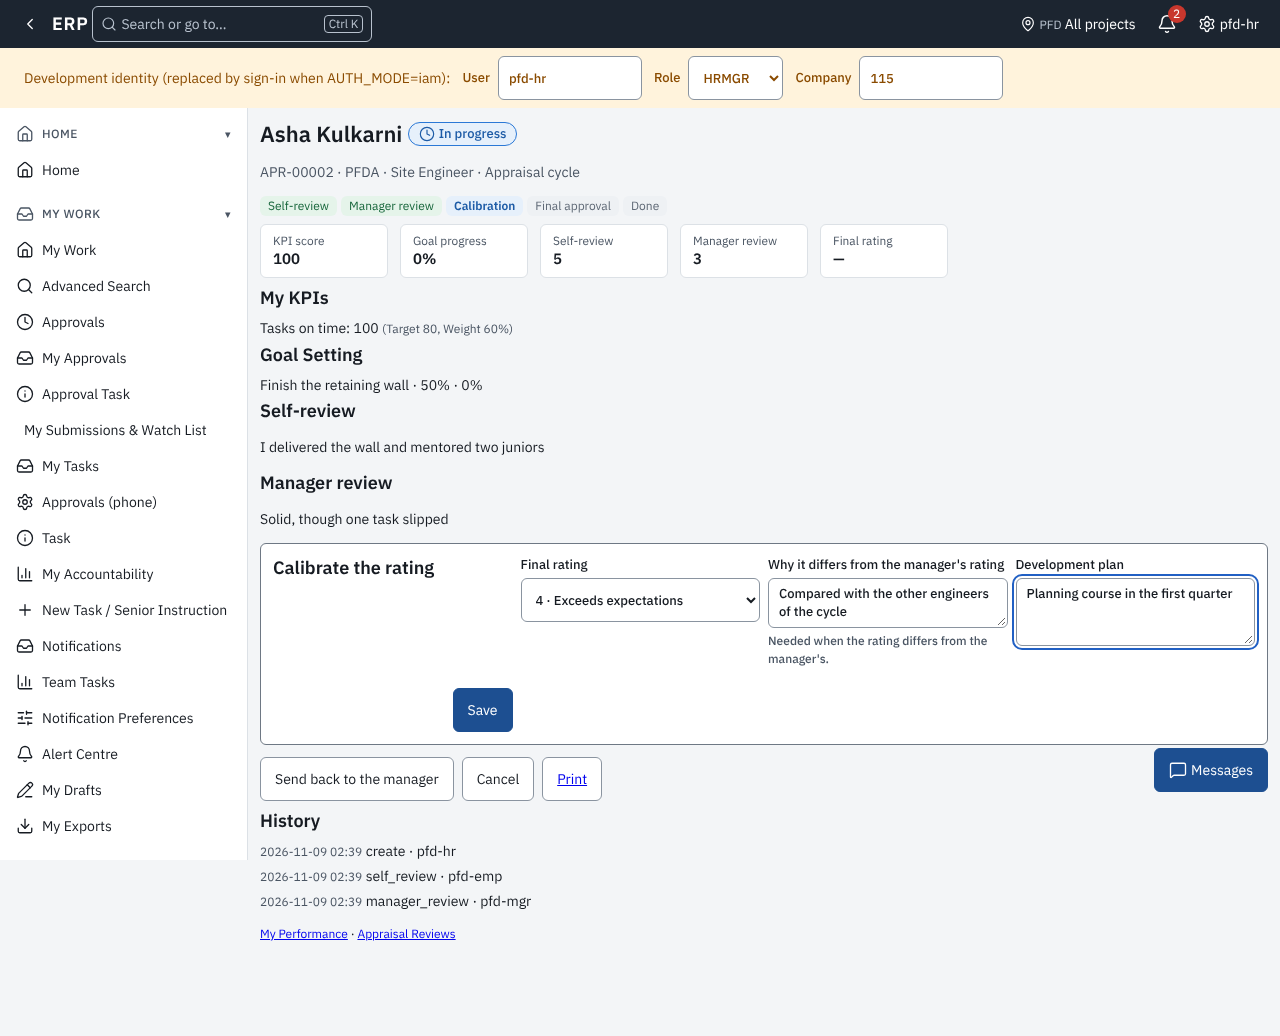 ERP
Search or go to...
Ctrl K
PFD All projects
2
pfd-hr
Development identity (replaced by sign-in when AUTH_MODE=iam):
User
pfd-hr
Role
HRMGR
Company
115
HOME
Home
MY WORK
My Work
Advanced Search
Approvals
My Approvals
Approval Task
My Submissions & Watch List
My Tasks
Approvals (phone)
Task
My Accountability
New Task / Senior Instruction
Notifications
Team Tasks
Notification Preferences
Alert Centre
My Drafts
My Exports
Asha Kulkarni
In progress
APR-00002 · PFDA · Site Engineer · Appraisal cycle
Self-review
Manager review
Calibration
Final approval
Done
KPI score
100
Goal progress
0%
Self-review
5
Manager review
3
Final rating
—
My KPIs
Tasks on time: 100 (Target 80, Weight 60%)
Goal Setting
Finish the retaining wall · 50% · 0%
Self-review
I delivered the wall and mentored two juniors
Manager review
Solid, though one task slipped
Calibrate the rating
Final rating
4 · Exceeds expectations
Why it differs from the manager's rating
Compared with the other engineers
of the cycle
Needed when the rating differs from the
manager's.
Development plan
Planning course in the first quarter
Save
Send back to the manager
Cancel
Print
Messages
History
2026-11-09 02:39 create · pfd-hr
2026-11-09 02:39 self_review · pfd-emp
2026-11-09 02:39 manager_review · pfd-mgr
My Performance · Appraisal Reviews